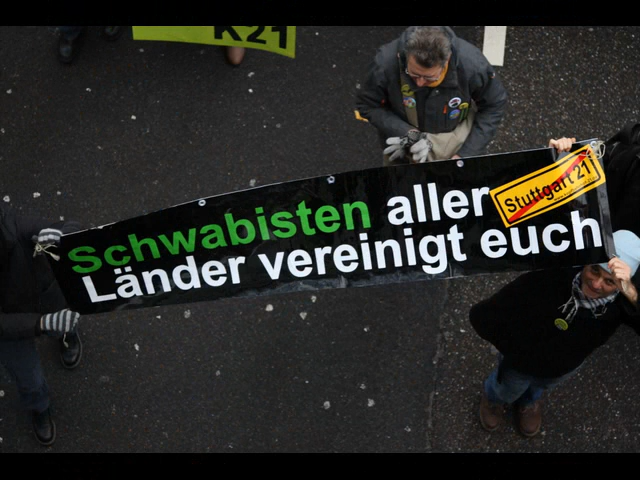 K21
Schwabisten aller
Länder vereinigt euch
Stuttgart 21